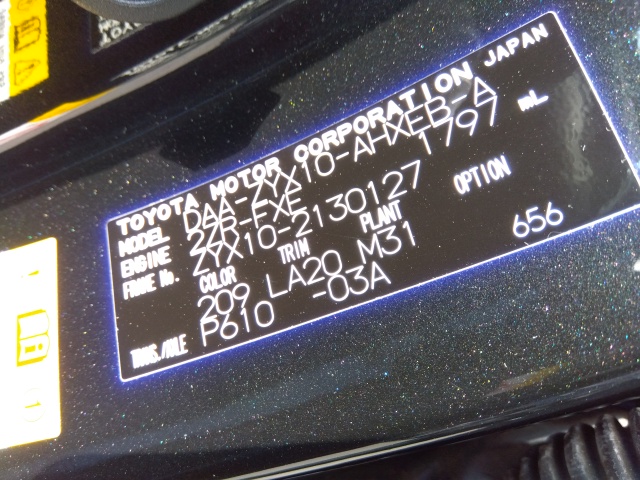 TOYOTA MOTOR CORPORATION JAPAN
MODEL DAA-ZYX10-AHXEB-A
ENGINE 2ZR-FXE 1797 mL
FRAME No. ZYX10-2130127
COLOR TRIM PLANT OPTION
209 LA20 M31 656
TRANS./AXLE P610 -03A